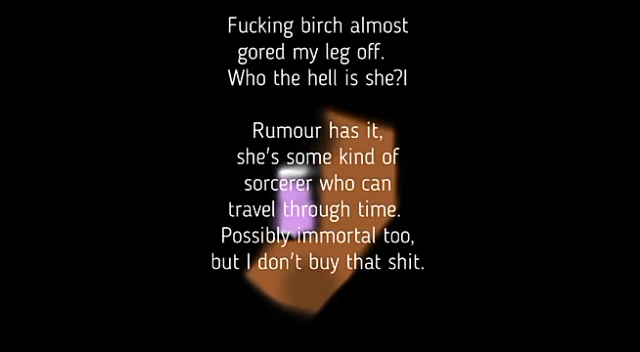 Fucking birch almost
gored my leg off.
Who the hell is she?|
Rumour has it,
she's some kind of
sorcerer who can
travel through time.
Possibly immortal too,
but I don't buy that shit.